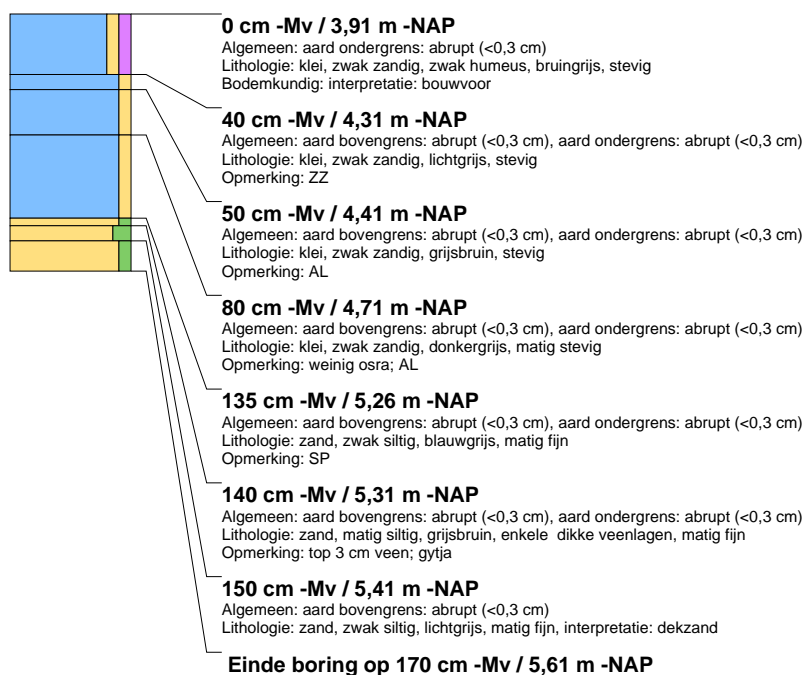 0 cm -Mv / 3,91 m -NAP
Algemeen: aard ondergrens: abrupt (<0,3 cm)
Lithologie: klei, zwak zandig, zwak humeus, bruingrijs, stevig
Bodemkundig: interpretatie: bouwvoor
40 cm -Mv / 4,31 m -NAP
Algemeen: aard bovengrens: abrupt (<0,3 cm), aard ondergrens: abrupt (<0,3 cm)
Lithologie: klei, zwak zandig, lichtgrijs, stevig
Opmerking: ZZ
50 cm -Mv / 4,41 m -NAP
Algemeen: aard bovengrens: abrupt (<0,3 cm), aard ondergrens: abrupt (<0,3 cm)
Lithologie: klei, zwak zandig, grijsbruin, stevig
Opmerking: AL
80 cm -Mv / 4,71 m -NAP
Algemeen: aard bovengrens: abrupt (<0,3 cm), aard ondergrens: abrupt (<0,3 cm)
Lithologie: klei, zwak zandig, donkergrijs, matig stevig
Opmerking: weinig osra; AL
135 cm -Mv / 5,26 m -NAP
Algemeen: aard bovengrens: abrupt (<0,3 cm), aard ondergrens: abrupt (<0,3 cm)
Lithologie: zand, zwak siltig, blauwgrijs, matig fijn
Opmerking: SP
140 cm -Mv / 5,31 m -NAP
Algemeen: aard bovengrens: abrupt (<0,3 cm), aard ondergrens: abrupt (<0,3 cm)
Lithologie: zand, matig siltig, grijsbruin, enkele dikke veenlagen, matig fijn
Opmerking: top 3 cm veen; gytja
150 cm -Mv / 5,41 m -NAP
Algemeen: aard bovengrens: abrupt (<0,3 cm)
Lithologie: zand, zwak siltig, lichtgrijs, matig fijn, interpretatie: dekzand
Einde boring op 170 cm -Mv / 5,61 m -NAP